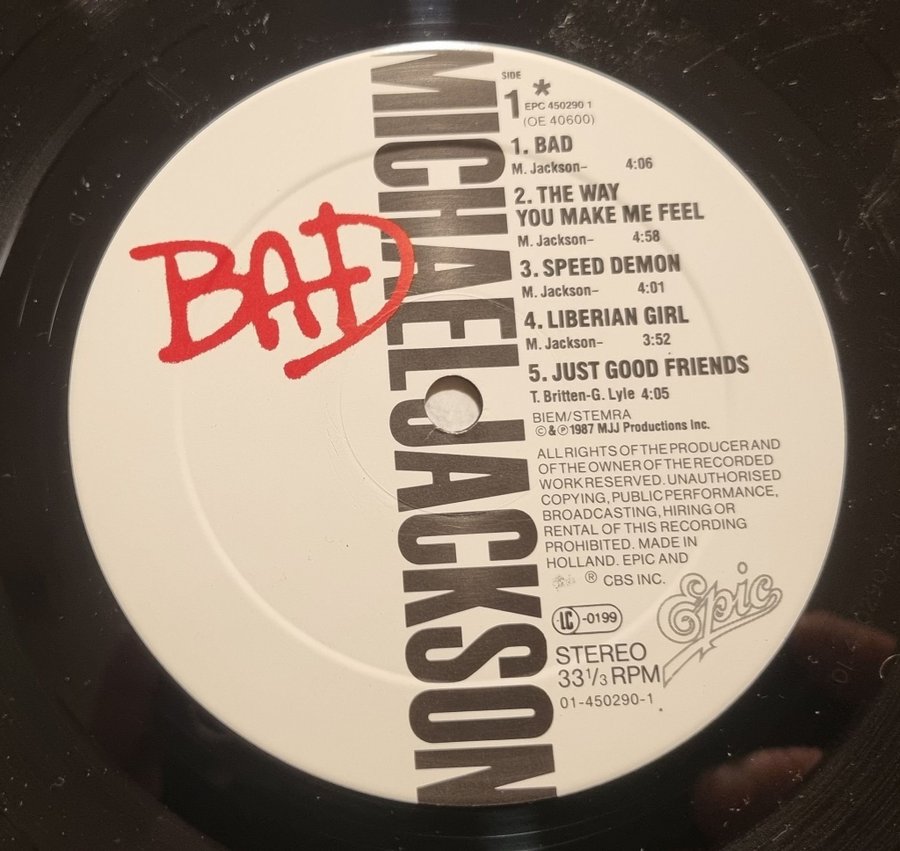 BAD
MICHAEL JACKSON
SIDE
1 *
EPC 450290 1
(OE 40600)
1. BAD
M. Jackson– 4:06
2. THE WAY
YOU MAKE ME FEEL
M. Jackson– 4:58
3. SPEED DEMON
M. Jackson– 4:01
4. LIBERIAN GIRL
M. Jackson– 3:52
5. JUST GOOD FRIENDS
T. Britten-G. Lyle 4:05
BIEM/STEMRA
©&℗1987 MJJ Productions Inc.
ALL RIGHTS OF THE PRODUCER AND
OF THE OWNER OF THE RECORDED
WORK RESERVED. UNAUTHORISED
COPYING, PUBLIC PERFORMANCE,
BROADCASTING, HIRING OR
RENTAL OF THIS RECORDING
PROHIBITED. MADE IN
HOLLAND. EPIC AND
® CBS INC.
Epic
LC -0199
STEREO
33 1/3 RPM
01-450290-1